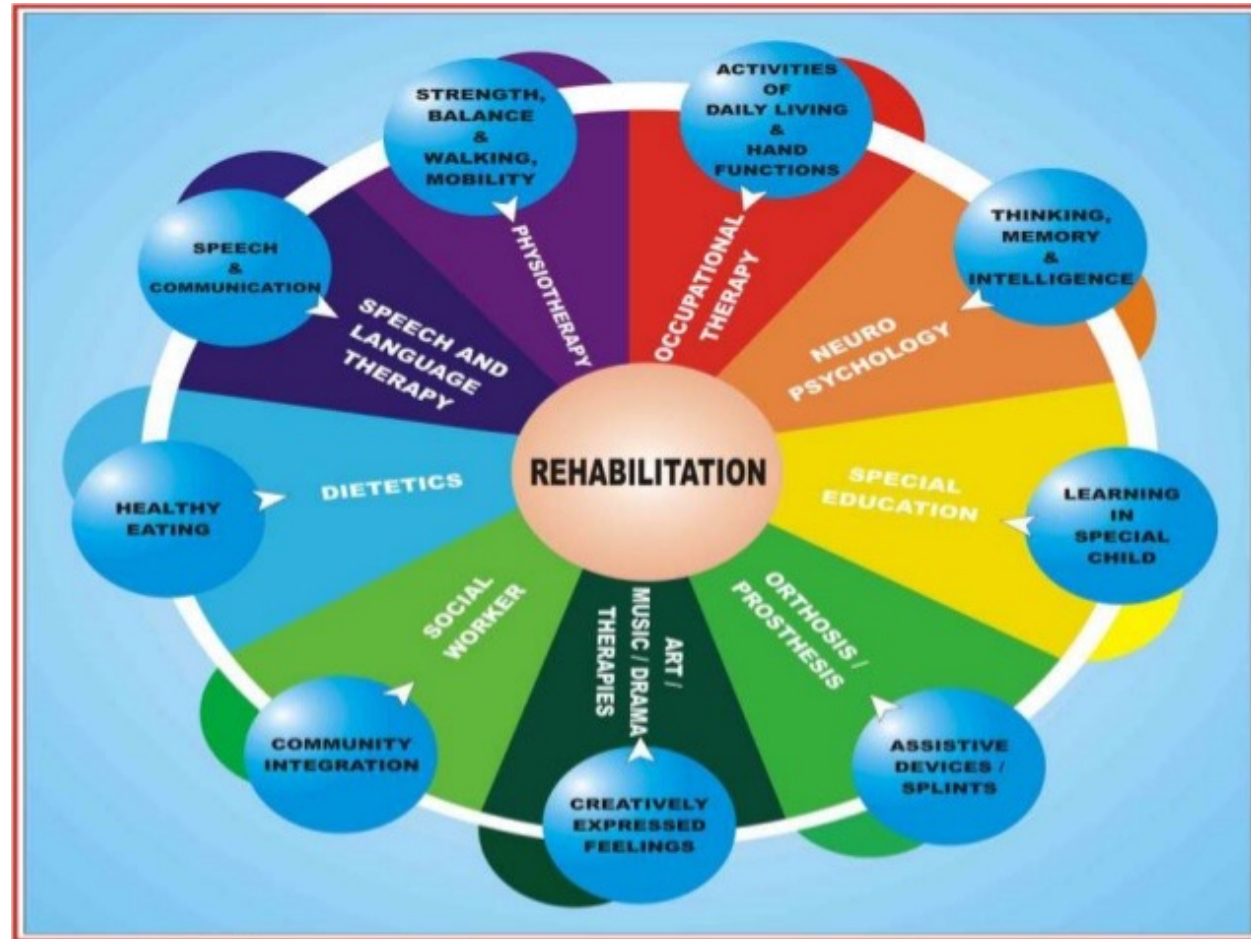 STRENGTH,
BALANCE
&
WALKING,
MOBILITY
PHYSIOTHERAPY
ACTIVITIES
OF
DAILY LIVING
&
HAND
FUNCTIONS
OCCUPATIONAL
THERAPY
THINKING,
MEMORY
&
INTELLIGENCE
NEURO
PSYCHOLOGY
LEARNING
IN
SPECIAL
CHILD
SPECIAL
EDUCATION
ASSISTIVE
DEVICES /
SPLINTS
ORTHOSIS /
PROSTHESIS
CREATIVELY
EXPRESSED
FEELINGS
ART /
MUSIC / DRAMA
THERAPIES
COMMUNITY
INTEGRATION
SOCIAL
WORKER
HEALTHY
EATING
DIETETICS
SPEECH
&
COMMUNICATION
SPEECH AND
LANGUAGE
THERAPY
REHABILITATION